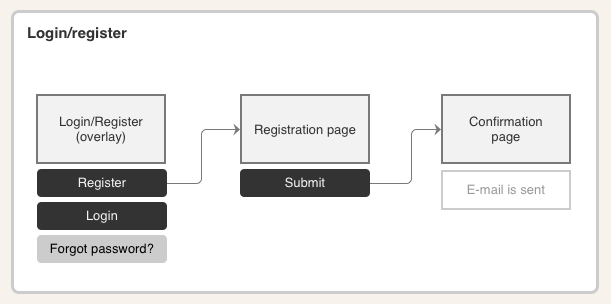 Login/register
Login/Register
(overlay)
Register
Login
Forgot password?
Registration page
Submit
Confirmation
page
E-mail is sent